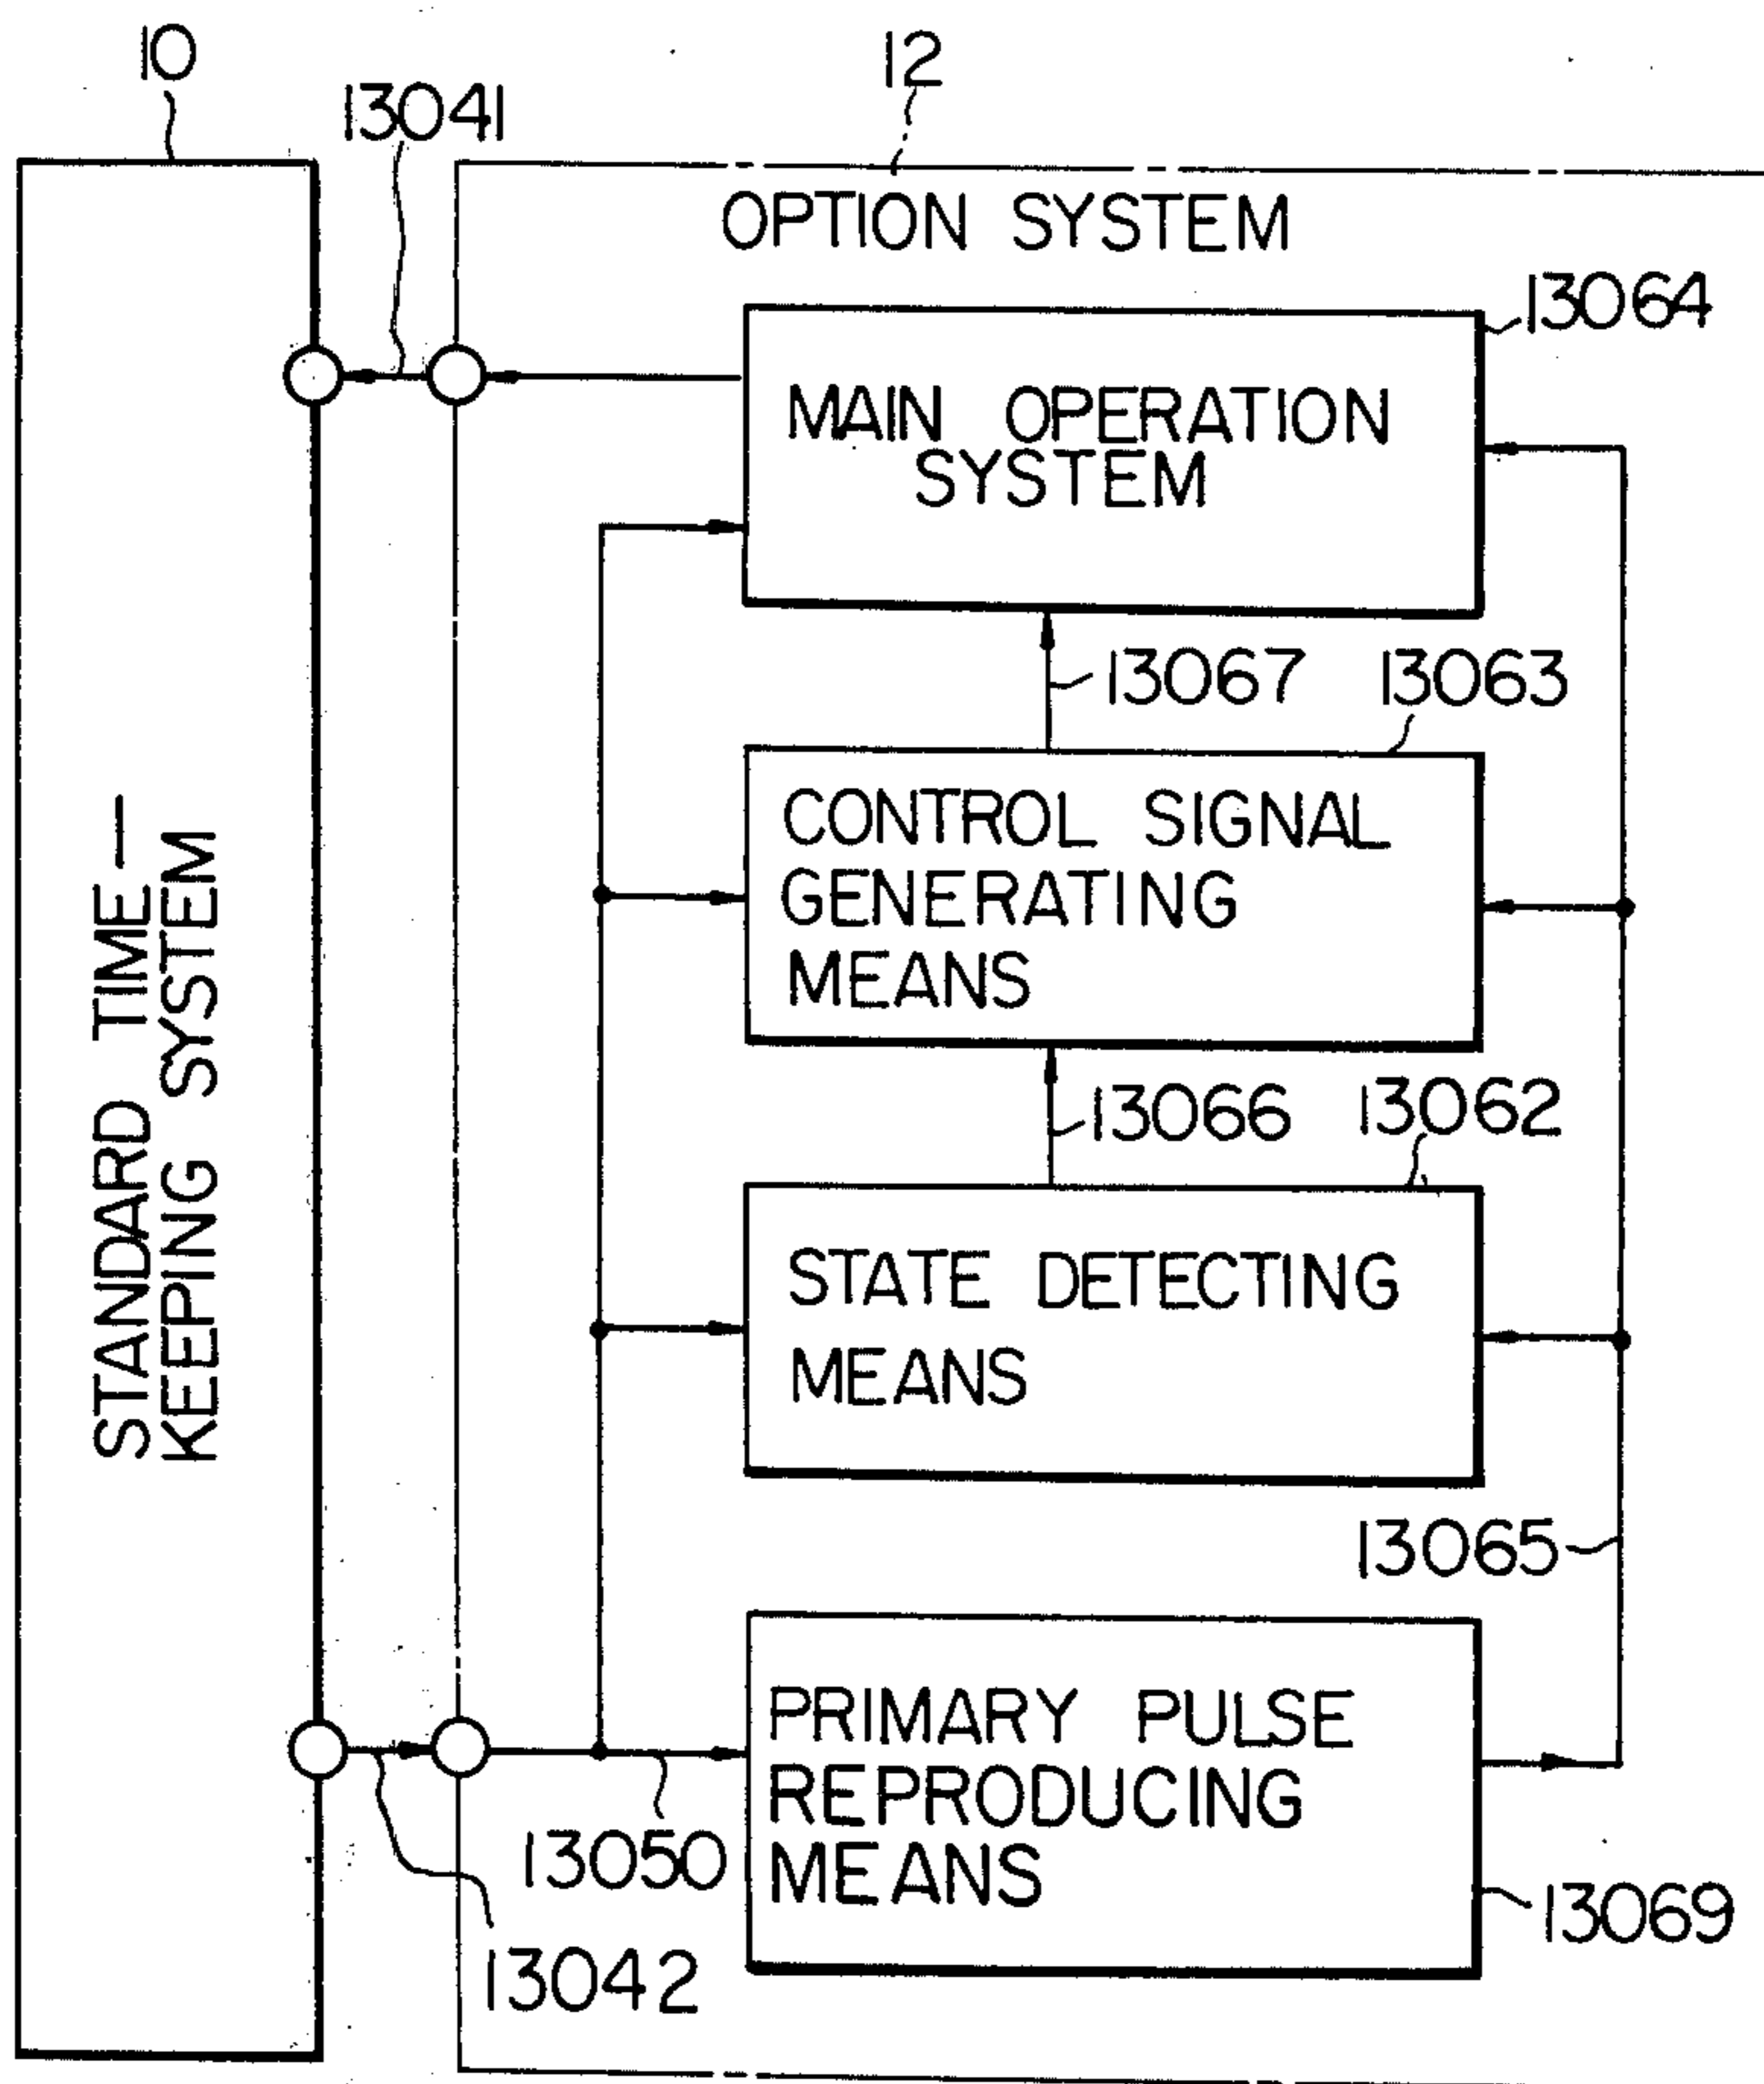 10
13041
12
OPTION SYSTEM
13064
MAIN OPERATION
SYSTEM
13067
13063
CONTROL SIGNAL
GENERATING
MEANS
STANDARD TIME—
KEEPING SYSTEM
13066
13062
STATE DETECTING
MEANS
13065
PRIMARY PULSE
REPRODUCING
MEANS
13050
13069
13042